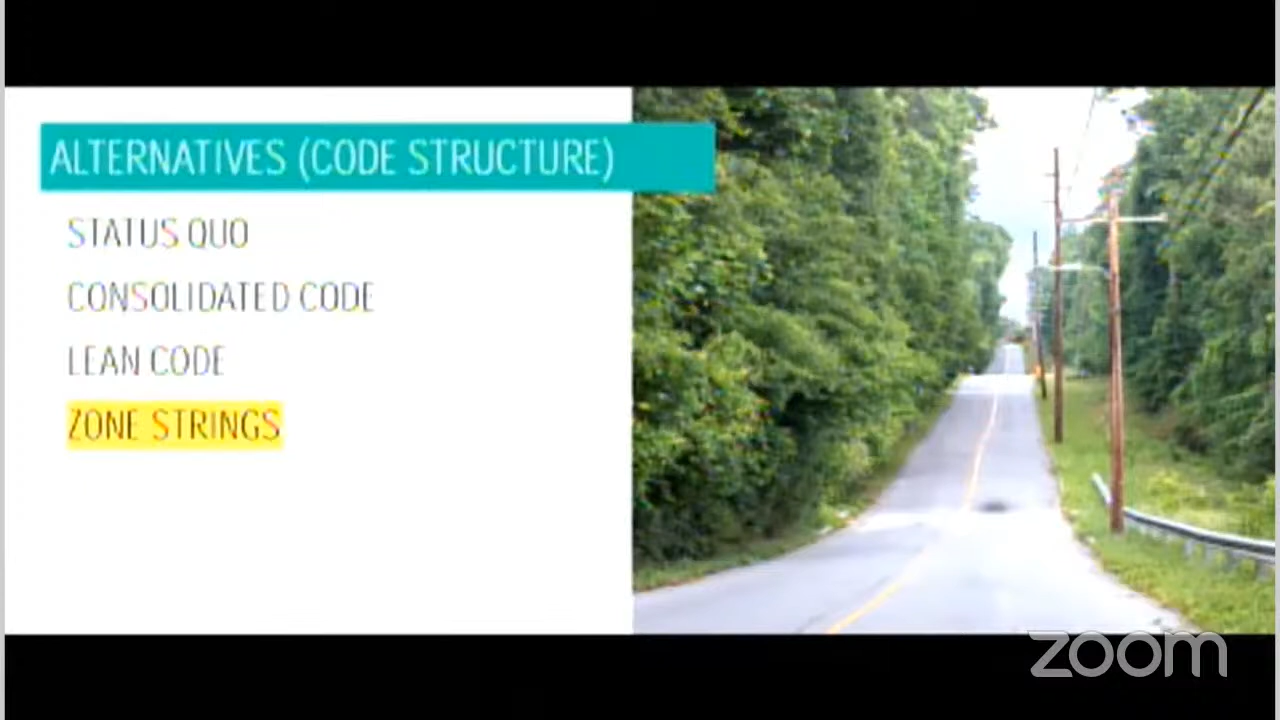 ALTERNATIVES (CODE STRUCTURE)
STATUS QUO
CONSOLIDATED CODE
LEAN CODE
ZONE STRINGS
zoom